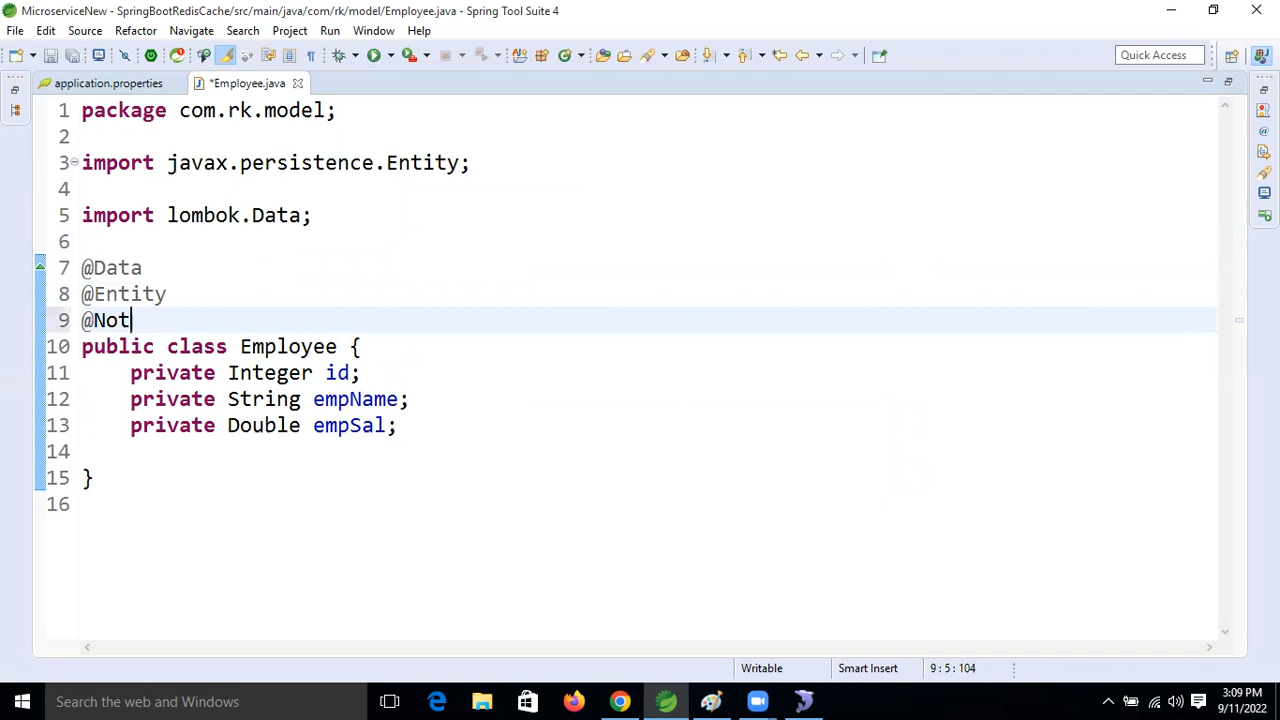 MicroserviceNew - SpringBootRedisCache/src/main/java/com/rk/model/Employee.java - Spring Tool Suite 4
File Edit Source Refactor Navigate Search Project Run Window Help
Quick Access
application.properties *Employee.java
1 package com.rk.model;
2
3 import javax.persistence.Entity;
4
5 import lombok.Data;
6
7 @Data
8 @Entity
9 @Not
10 public class Employee {
11 private Integer id;
12 private String empName;
13 private Double empSal;
14
15 }
16
Writable Smart Insert 9 : 5 : 104
Search the web and Windows
3:09 PM
9/11/2022